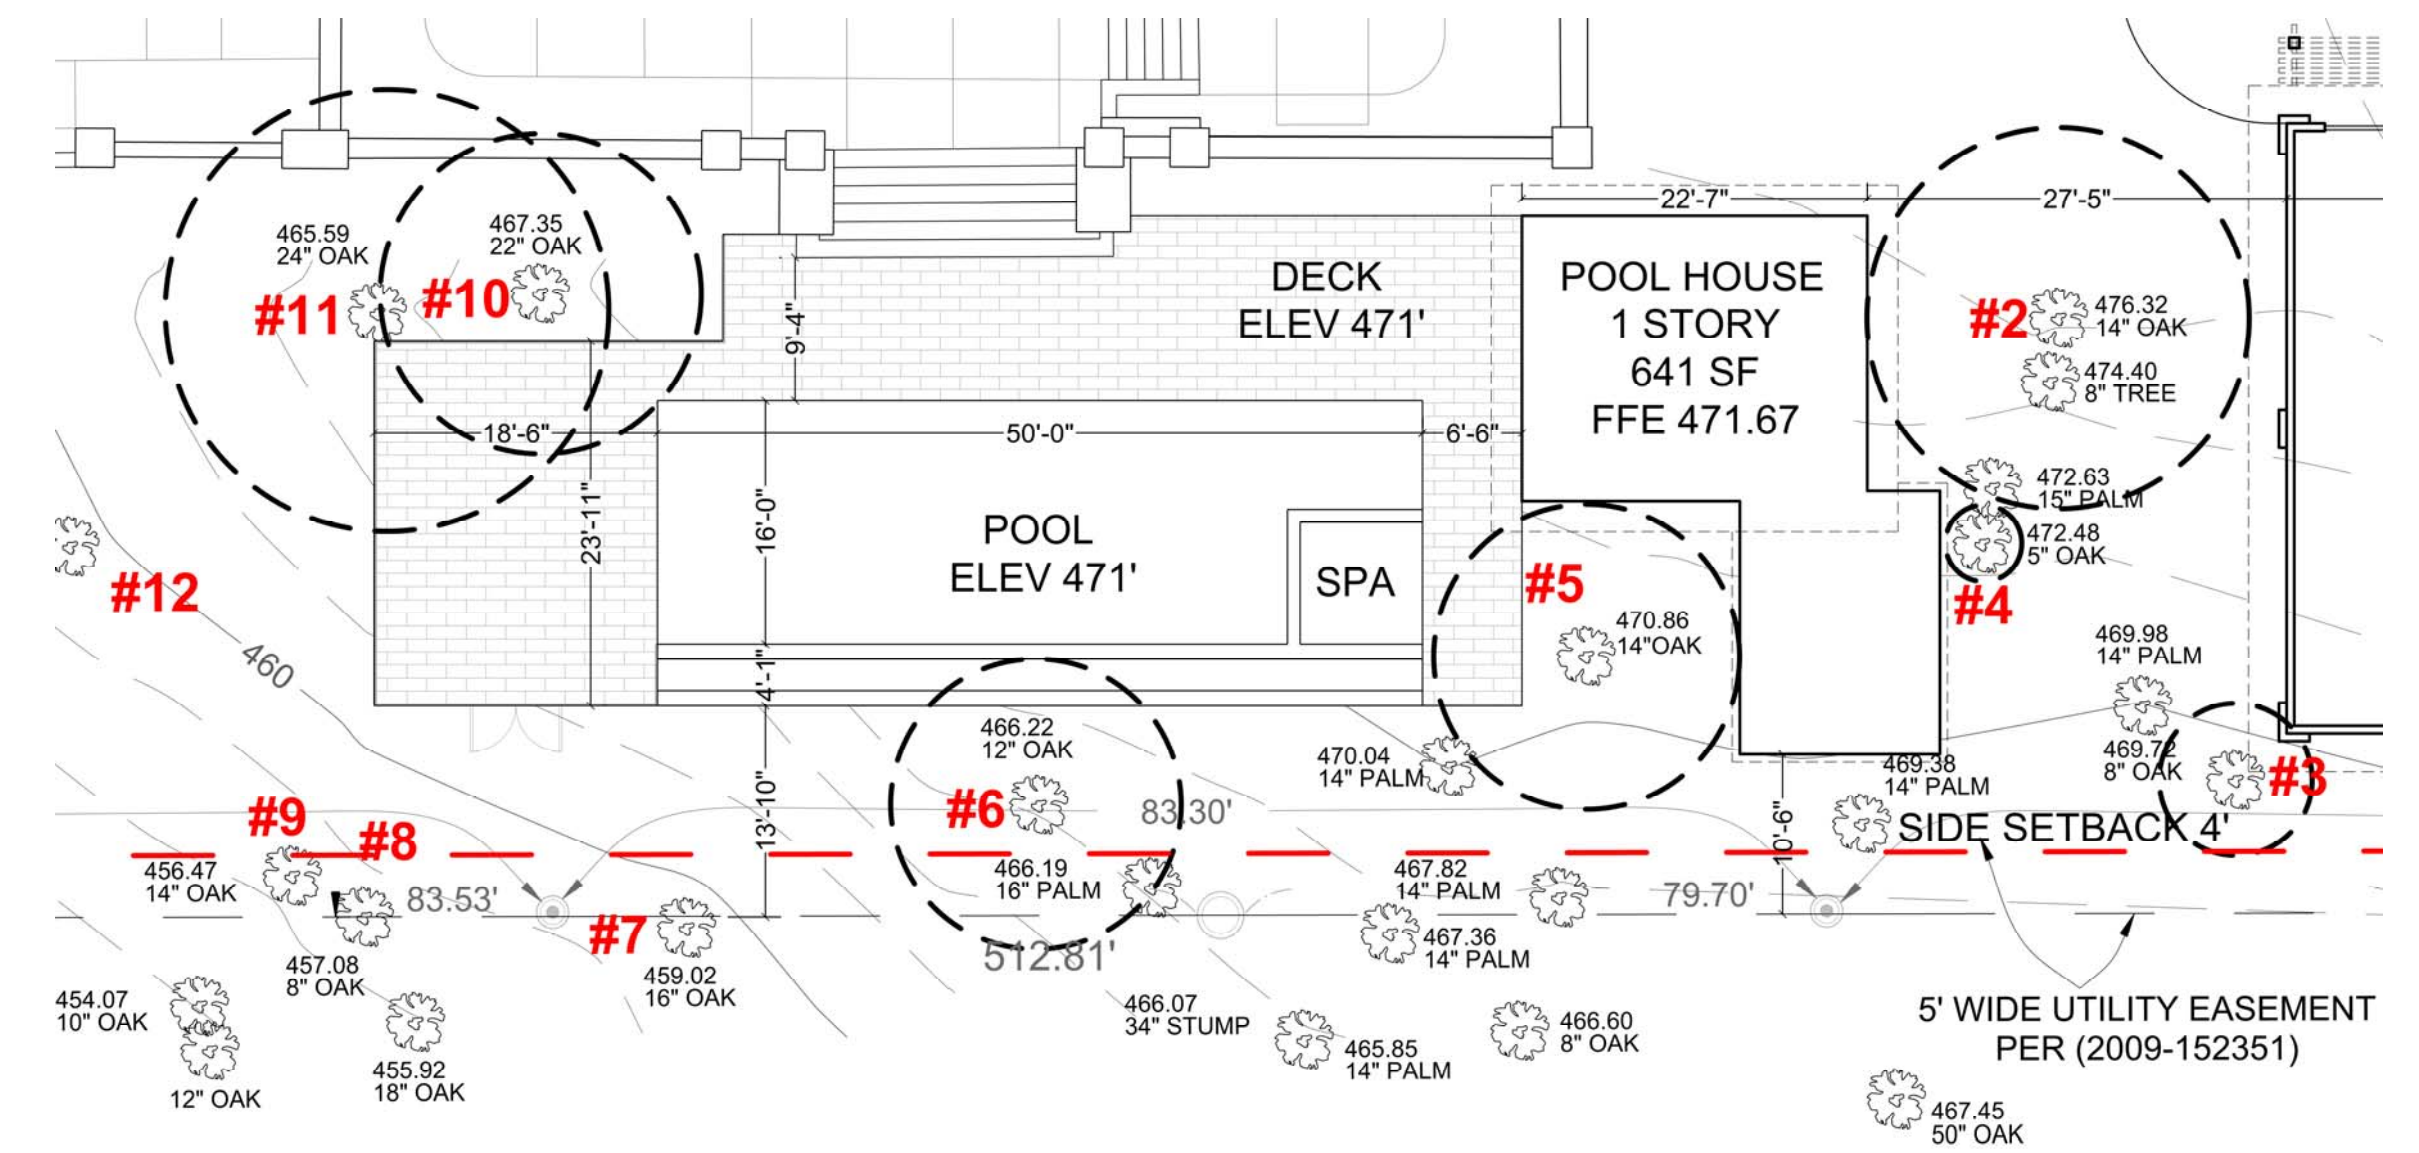 22'-7"
27'-5"
465.59
24" OAK
467.35
22" OAK
#11
#10
9'-4"
DECK
ELEV 471'
POOL HOUSE
1 STORY
641 SF
FFE 471.67
#2
476.32
14" OAK
474.40
8" TREE
18'-6"
50'-0"
6'-6"
23'-11"
16'-0"
POOL
ELEV 471'
SPA
472.63
15" PALM
472.48
5" OAK
#4
#5
470.86
14"OAK
#12
460
4'-1"
469.98
14" PALM
466.22
12" OAK
#6
83.30'
470.04
14" PALM
469.38
14" PALM
469.72
8" OAK
#3
13'-10"
10'-6"
SIDE SETBACK 4'
#9
#8
456.47
14" OAK
83.53'
#7
466.19
16" PALM
467.82
14" PALM
79.70'
457.08
8" OAK
459.02
16" OAK
512.81'
467.36
14" PALM
454.07
10" OAK
466.07
34" STUMP
466.60
8" OAK
5' WIDE UTILITY EASEMENT
PER (2009-152351)
12" OAK
455.92
18" OAK
465.85
14" PALM
467.45
50" OAK